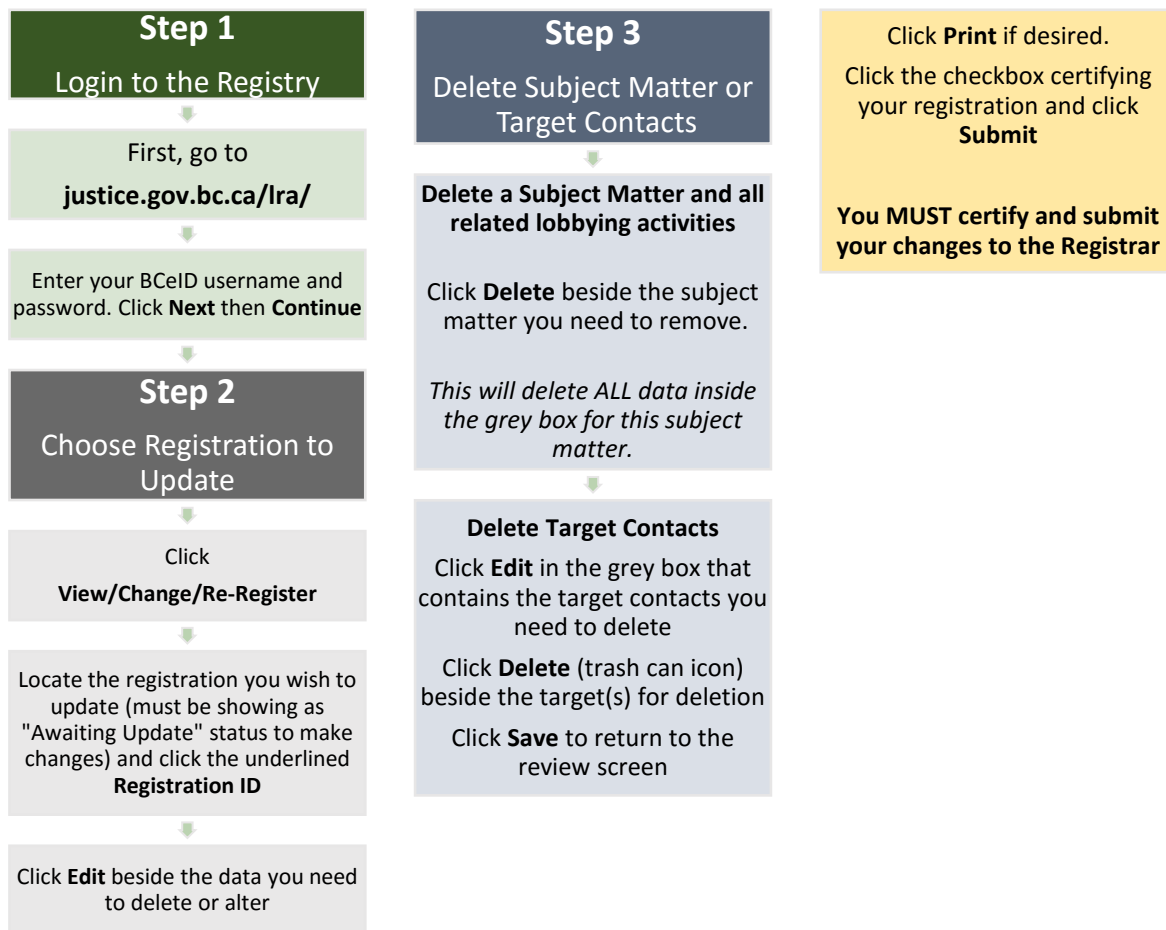 Step 1
Login to the Registry
First, go to
justice.gov.bc.ca/lra/
Enter your BCeID username and
password. Click Next then Continue
Step 2
Choose Registration to
Update
Click
View/Change/Re-Register
Locate the registration you wish to
update (must be showing as
"Awaiting Update" status to make
changes) and click the underlined
Registration ID
Click Edit beside the data you need
to delete or alter
Step 3
Delete Subject Matter or
Target Contacts
Delete a Subject Matter and all
related lobbying activities
Click Delete beside the subject
matter you need to remove.
This will delete ALL data inside
the grey box for this subject
matter.
Delete Target Contacts
Click Edit in the grey box that
contains the target contacts you
need to delete
Click Delete (trash can icon)
beside the target(s) for deletion
Click Save to return to the
review screen
Click Print if desired.
Click the checkbox certifying
your registration and click
Submit
You MUST certify and submit
your changes to the Registrar